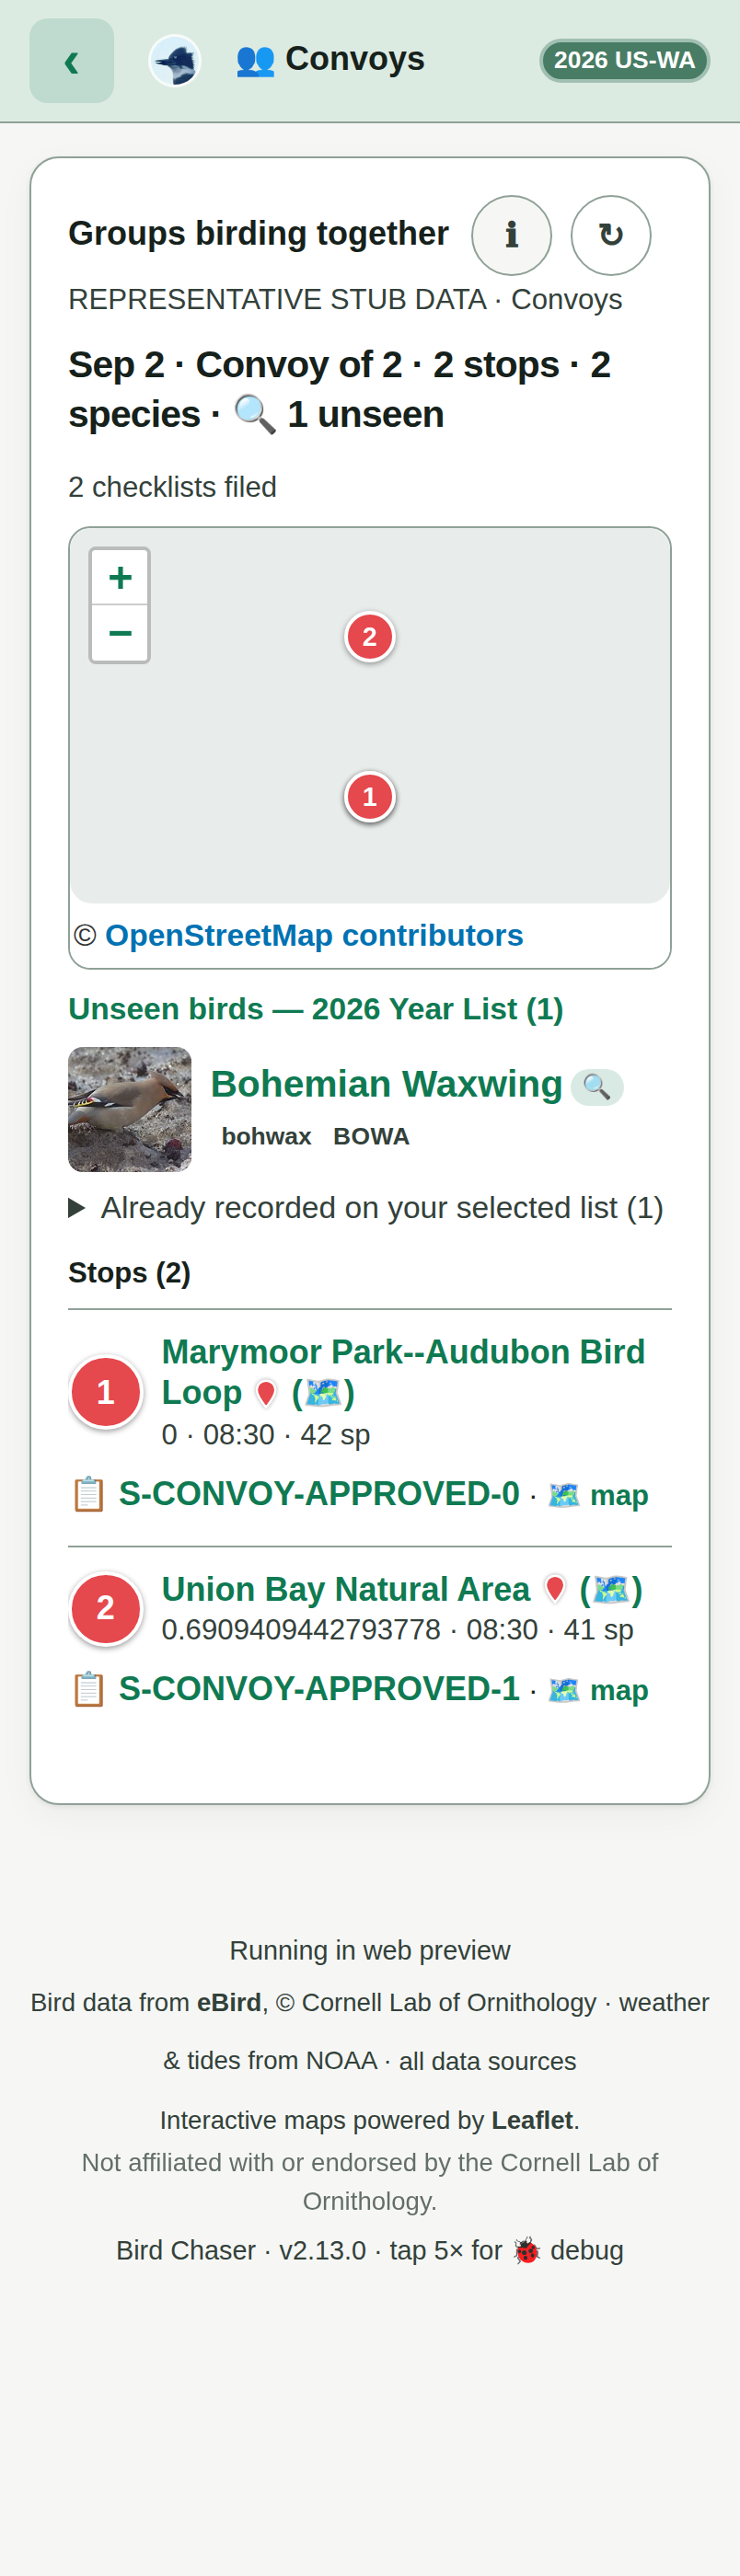 ‹ 👥 Convoys 2026 US-WA
Groups birding together ℹ ↻
REPRESENTATIVE STUB DATA · Convoys
Sep 2 · Convoy of 2 · 2 stops · 2
species · 🔍 1 unseen
2 checklists filed
+
−
2
1
© OpenStreetMap contributors
Unseen birds — 2026 Year List (1)
Bohemian Waxwing 🔍
bohwax BOWA
▶ Already recorded on your selected list (1)
Stops (2)
1
Marymoor Park--Audubon Bird
Loop 📍 (🗺️)
0 · 08:30 · 42 sp
📋 S-CONVOY-APPROVED-0 · 🗺️ map
2
Union Bay Natural Area 📍 (🗺️)
0.6909409442793778 · 08:30 · 41 sp
📋 S-CONVOY-APPROVED-1 · 🗺️ map
Running in web preview
Bird data from eBird, © Cornell Lab of Ornithology · weather
& tides from NOAA · all data sources
Interactive maps powered by Leaflet.
Not affiliated with or endorsed by the Cornell Lab of
Ornithology.
Bird Chaser · v2.13.0 · tap 5× for 🐞 debug